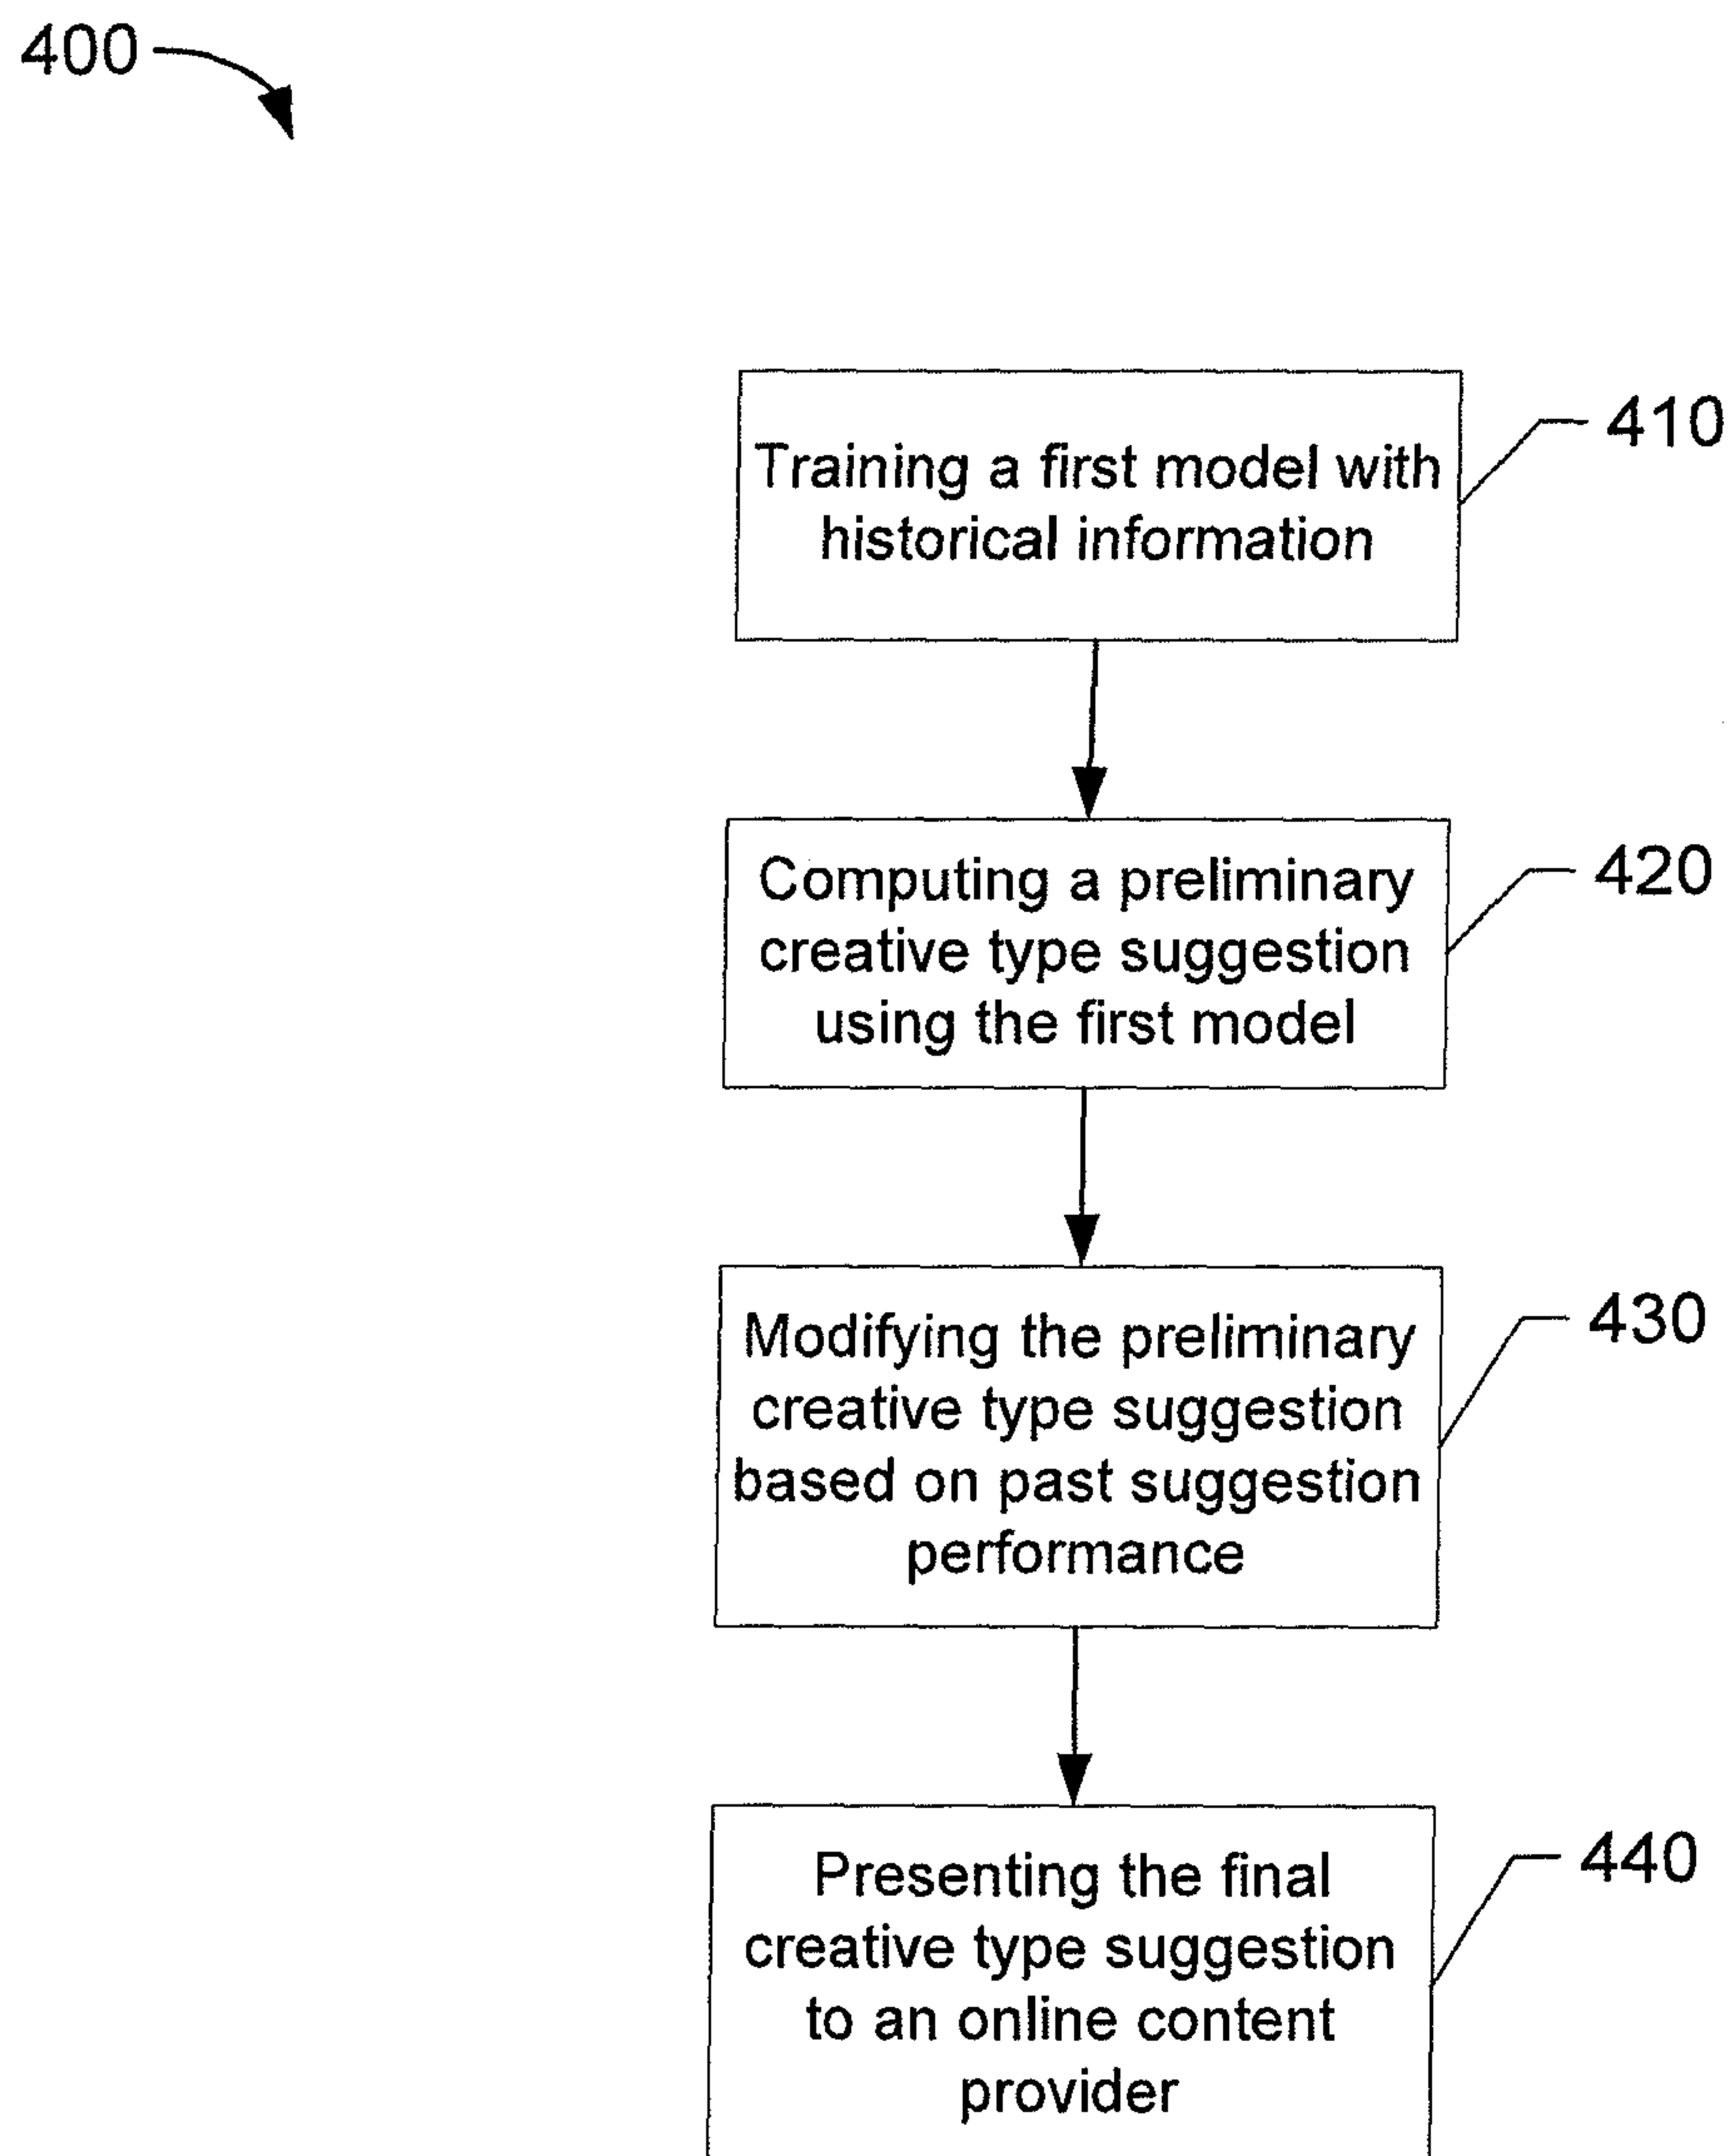 400
Training a first model with
historical information
410
Computing a preliminary
creative type suggestion
using the first model
420
Modifying the preliminary
creative type suggestion
based on past suggestion
performance
430
Presenting the final
creative type suggestion
to an online content
provider
440